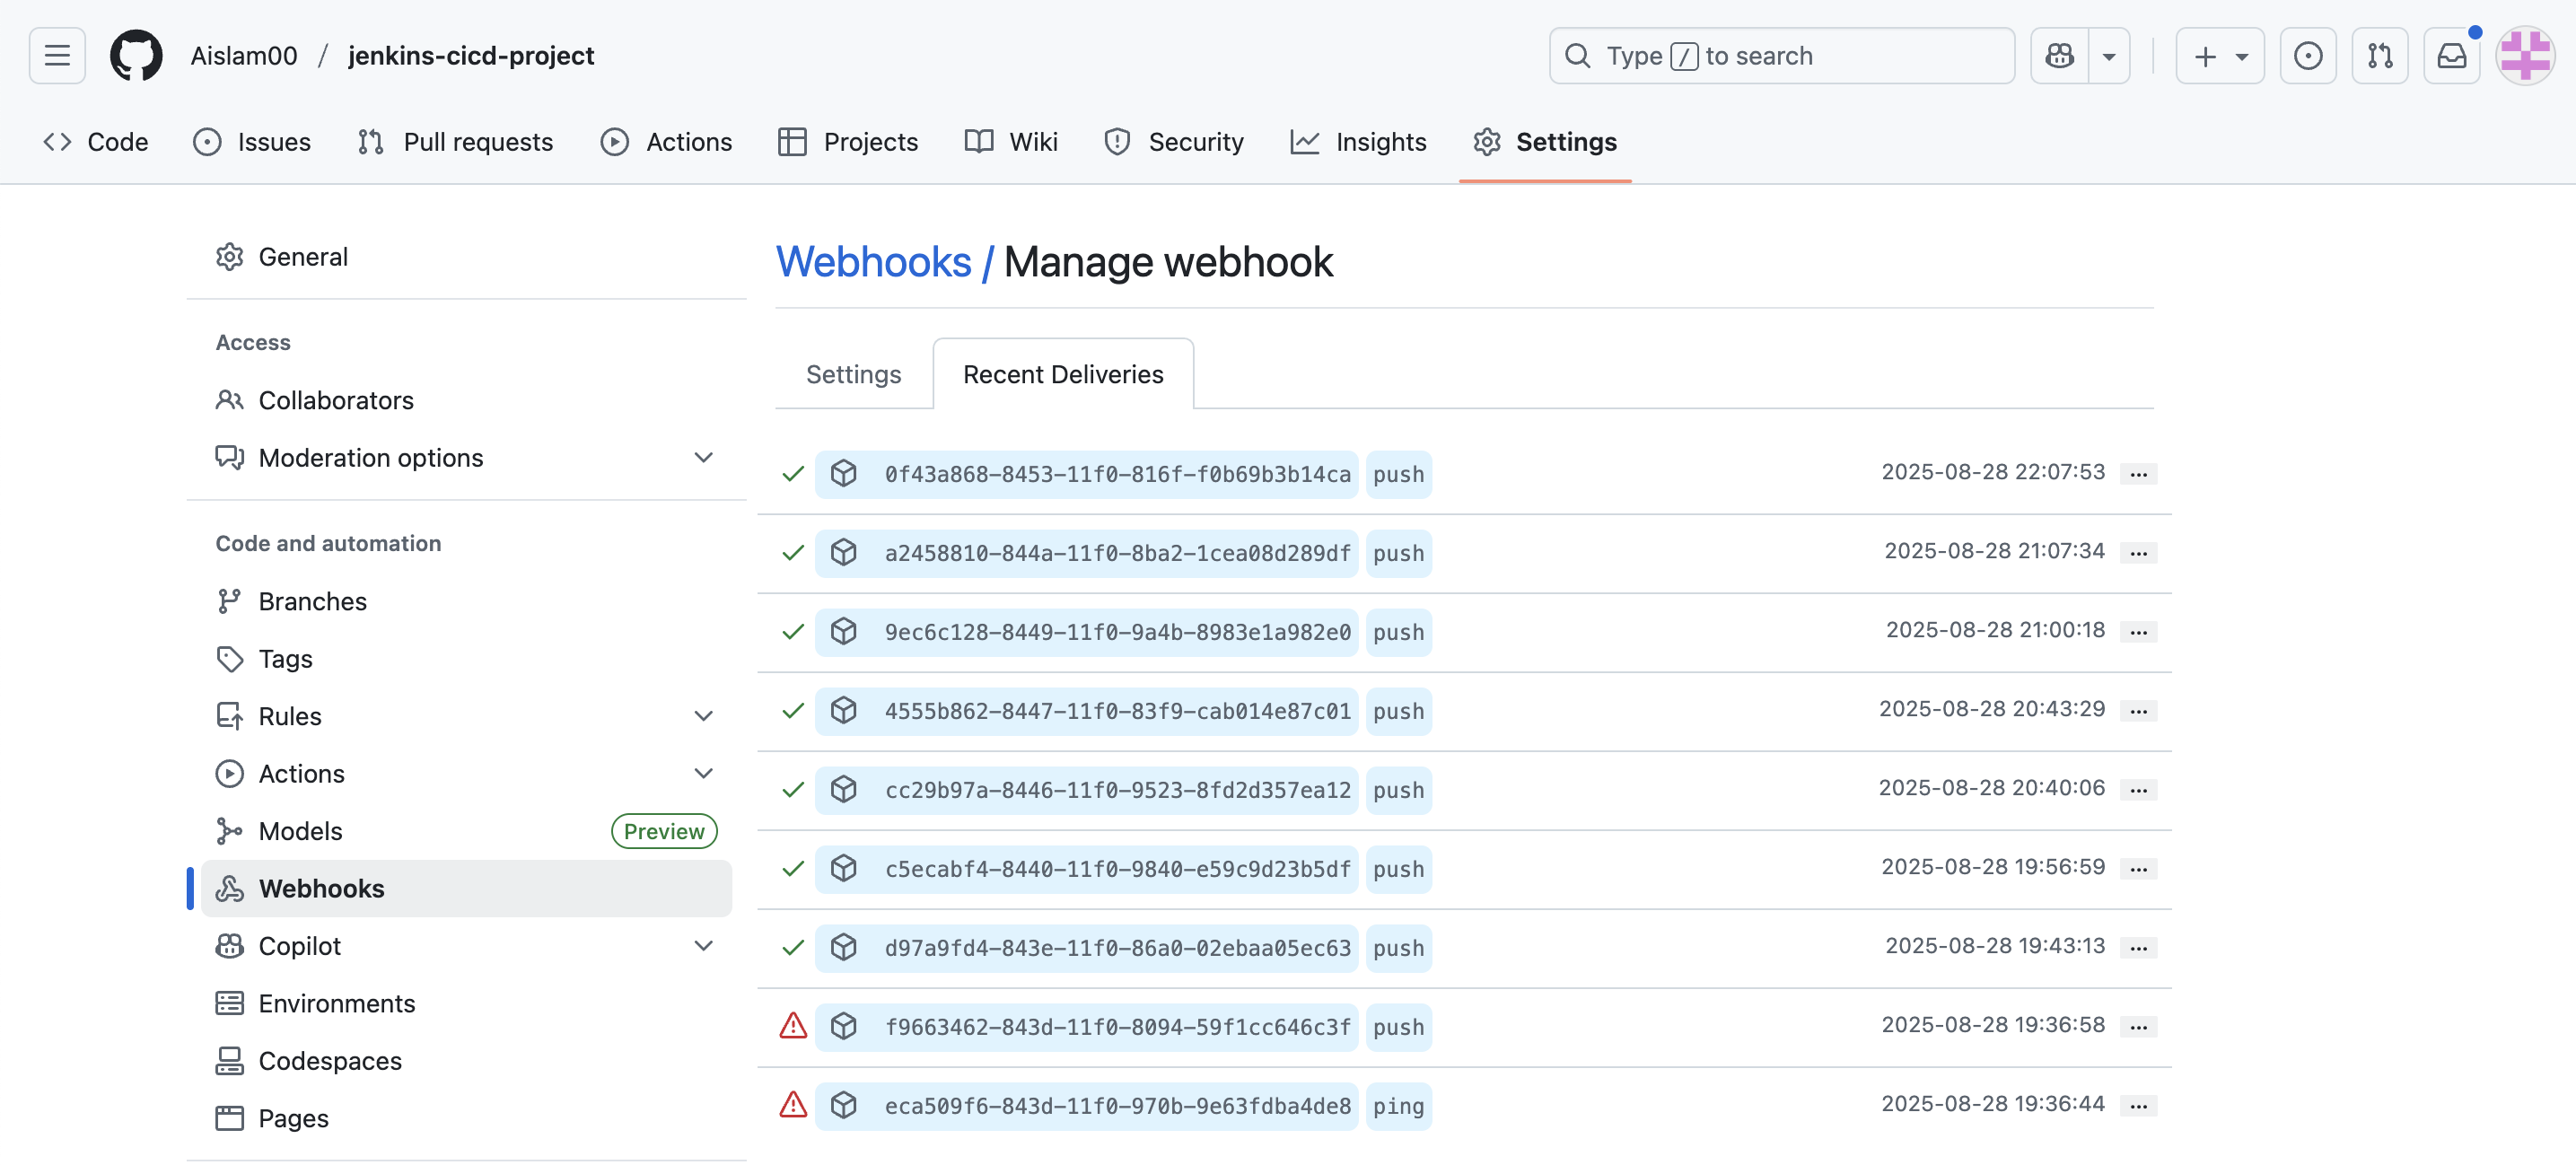 Aislam00 / jenkins-cicd-project
Type / to search
Code Issues Pull requests Actions Projects Wiki Security Insights Settings
General
Access
Collaborators
Moderation options
Code and automation
Branches
Tags
Rules
Actions
Models Preview
Webhooks
Copilot
Environments
Codespaces
Pages
Webhooks / Manage webhook
Settings Recent Deliveries
0f43a868-8453-11f0-816f-f0b69b3b14ca push 2025-08-28 22:07:53 ...
a2458810-844a-11f0-8ba2-1cea08d289df push 2025-08-28 21:07:34 ...
9ec6c128-8449-11f0-9a4b-8983e1a982e0 push 2025-08-28 21:00:18 ...
4555b862-8447-11f0-83f9-cab014e87c01 push 2025-08-28 20:43:29 ...
cc29b97a-8446-11f0-9523-8fd2d357ea12 push 2025-08-28 20:40:06 ...
c5ecabf4-8440-11f0-9840-e59c9d23b5df push 2025-08-28 19:56:59 ...
d97a9fd4-843e-11f0-86a0-02ebaa05ec63 push 2025-08-28 19:43:13 ...
f9663462-843d-11f0-8094-59f1cc646c3f push 2025-08-28 19:36:58 ...
eca509f6-843d-11f0-970b-9e63fdba4de8 ping 2025-08-28 19:36:44 ...